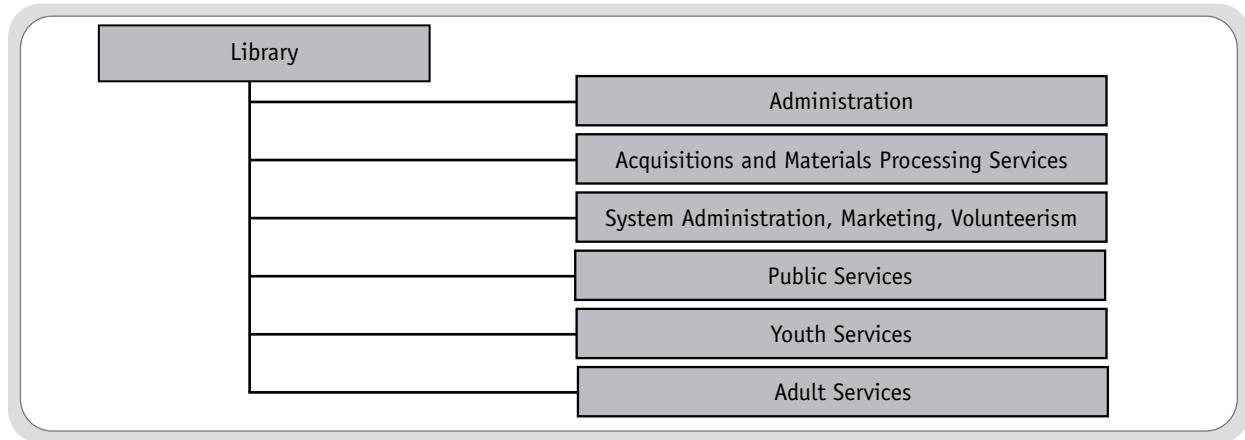 Library
Administration
Acquisitions and Materials Processing Services
System Administration, Marketing, Volunteerism
Public Services
Youth Services
Adult Services